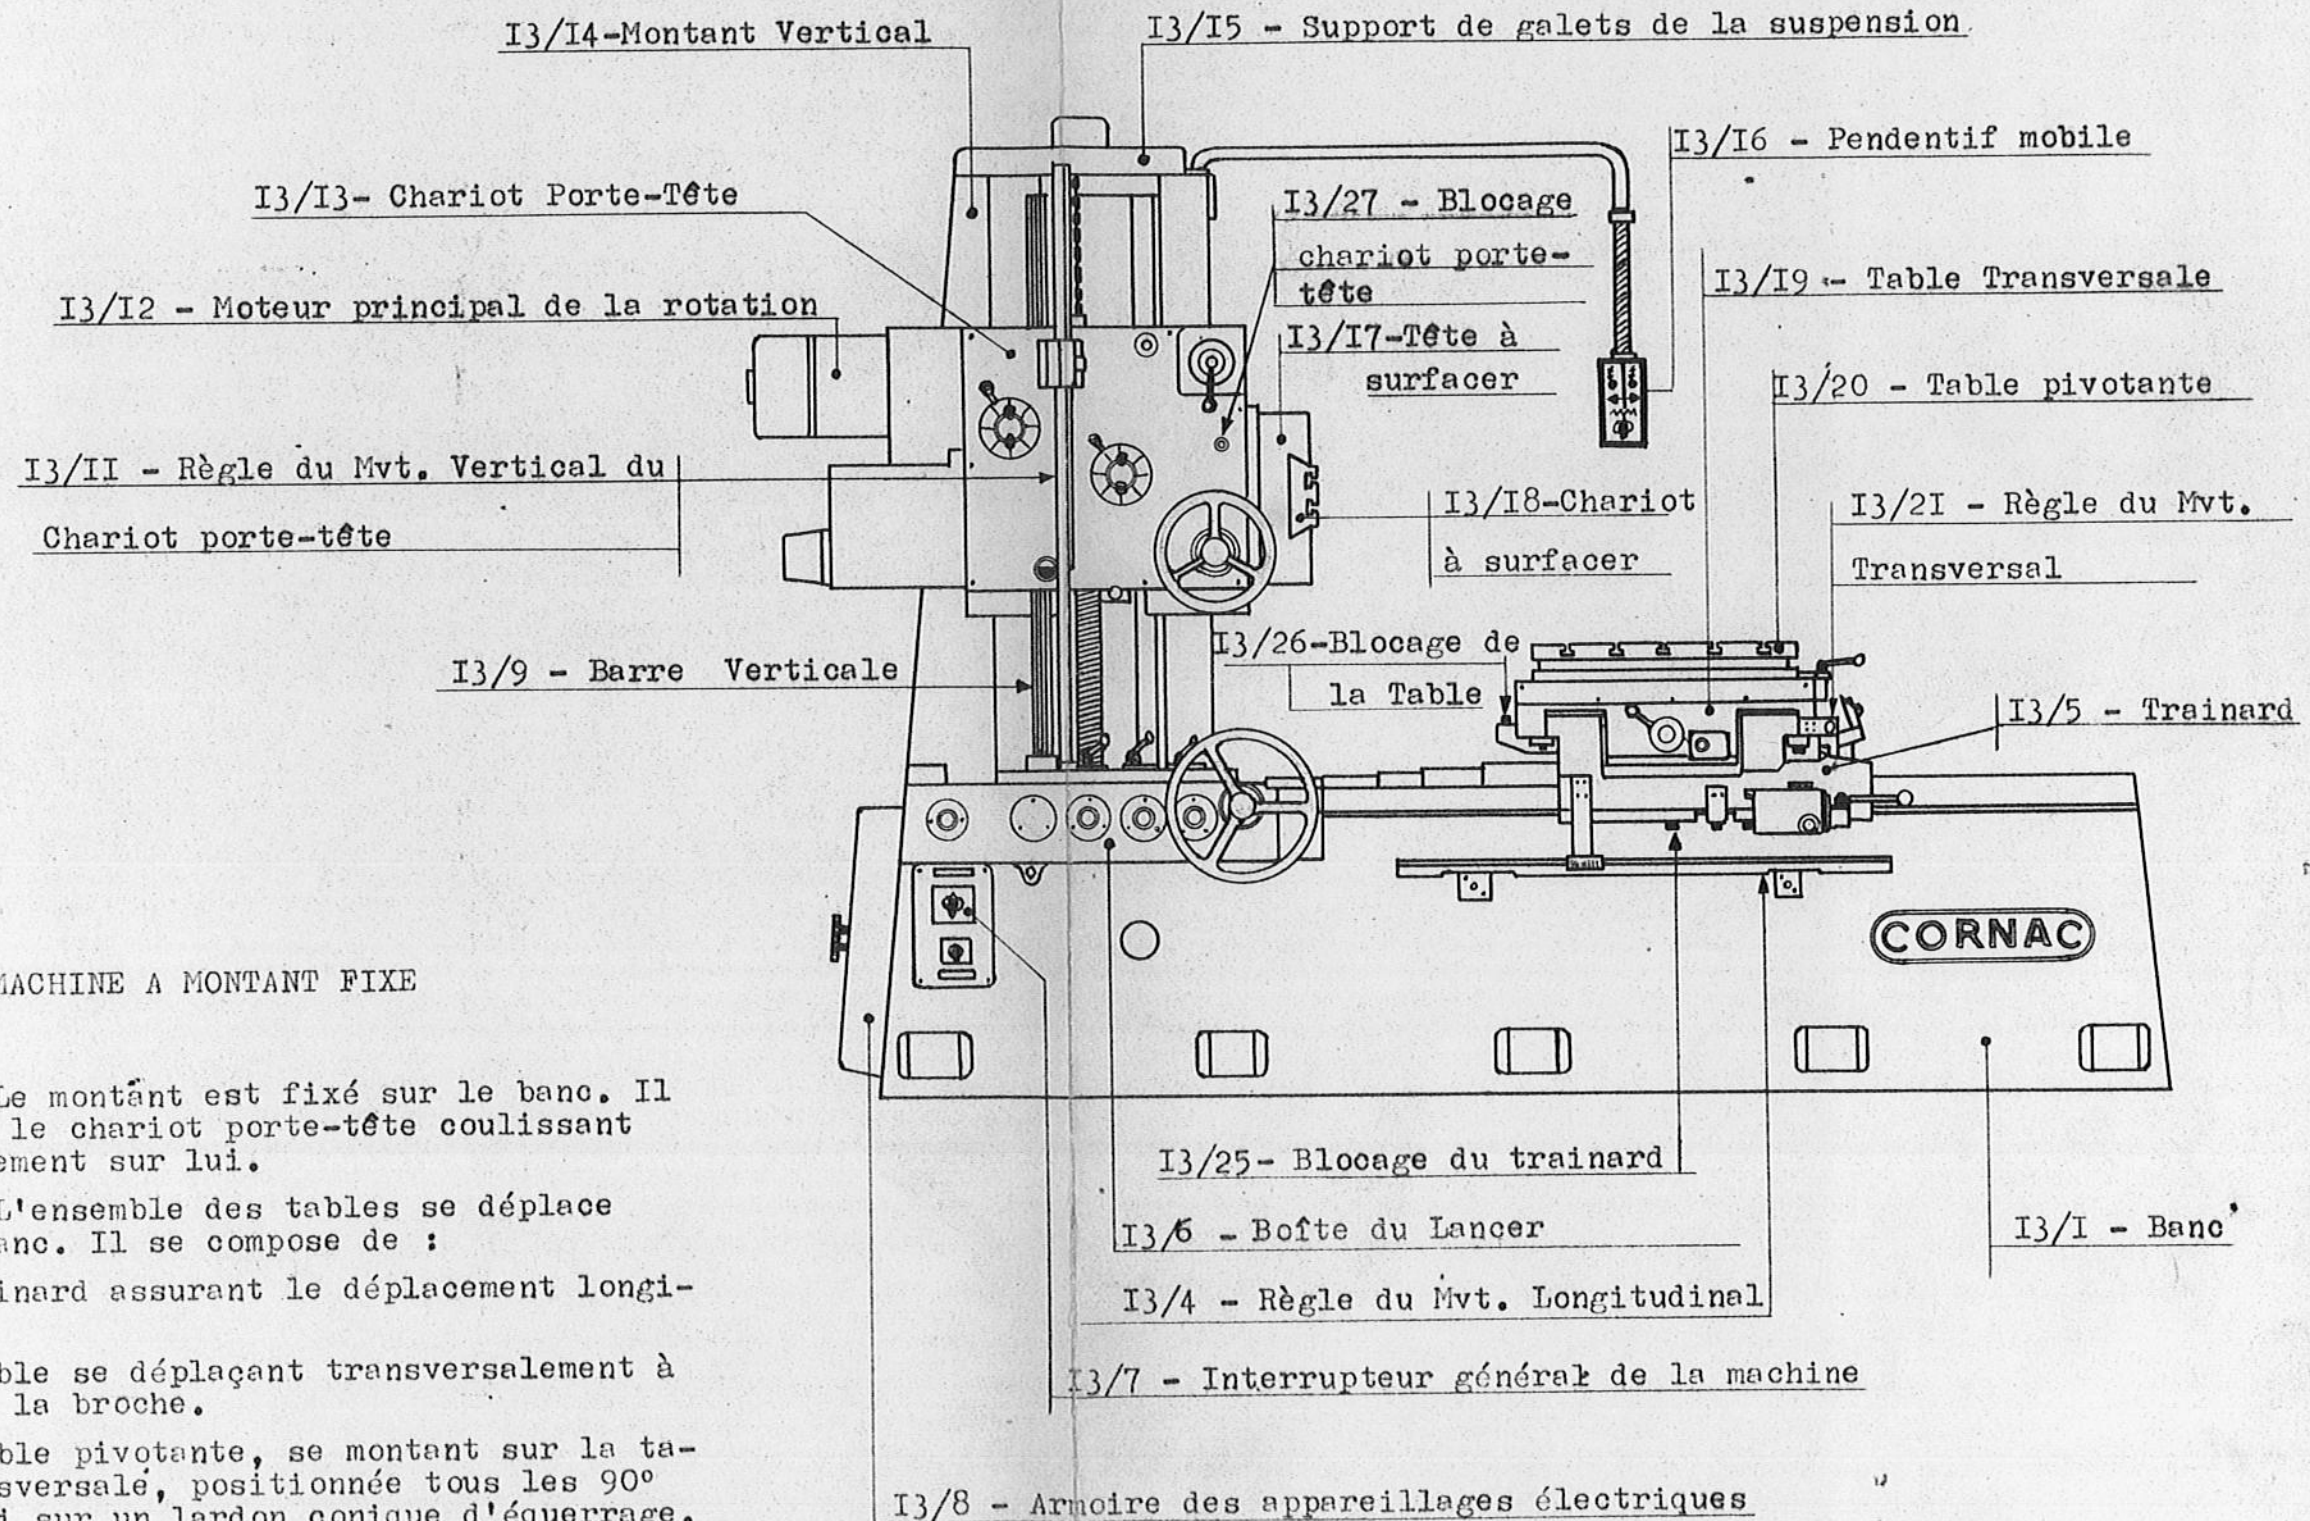 I3/I4-Montant Vertical
I3/I5 - Support de galets de la suspension
I3/I6 - Pendentif mobile
I3/I3- Chariot Porte-Tête
I3/27 - Blocage
chariot porte-
tête
I3/I9 - Table Transversale
I3/I2 - Moteur principal de la rotation
I3/I7-Tête à
surfacer
I3/20 - Table pivotante
I3/II - Règle du Mvt. Vertical du
Chariot porte-tête
I3/I8-Chariot
à surfacer
I3/2I - Règle du Mvt.
Transversal
I3/26-Blocage de
la Table
I3/9 - Barre Verticale
I3/5 - Trainard
CORNAC
MACHINE A MONTANT FIXE
Le montant est fixé sur le banc. Il
le chariot porte-tête coulissant
ement sur lui.
L'ensemble des tables se déplace
anc. Il se compose de :
inard assurant le déplacement longi-
ble se déplaçant transversalement à
la broche.
ble pivotante, se montant sur la ta-
sversale, positionnée tous les 90°
sur un lardon conique d'équerrage.
I3/25- Blocage du trainard
I3/6 - Boîte du Lancer
I3/I - Banc
I3/4 - Règle du Mvt. Longitudinal
I3/7 - Interrupteur général de la machine
I3/8 - Armoire des appareillages électriques